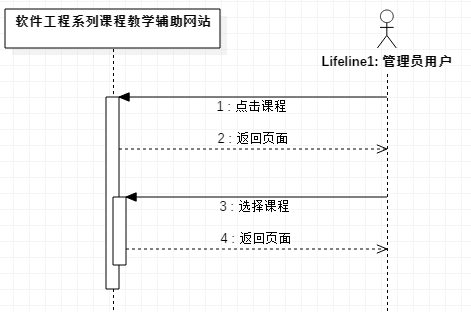 软件工程系列课程教学辅助网站
Lifeline1: 管理员用户
1 : 点击课程
2 : 返回页面
3 : 选择课程
4 : 返回页面